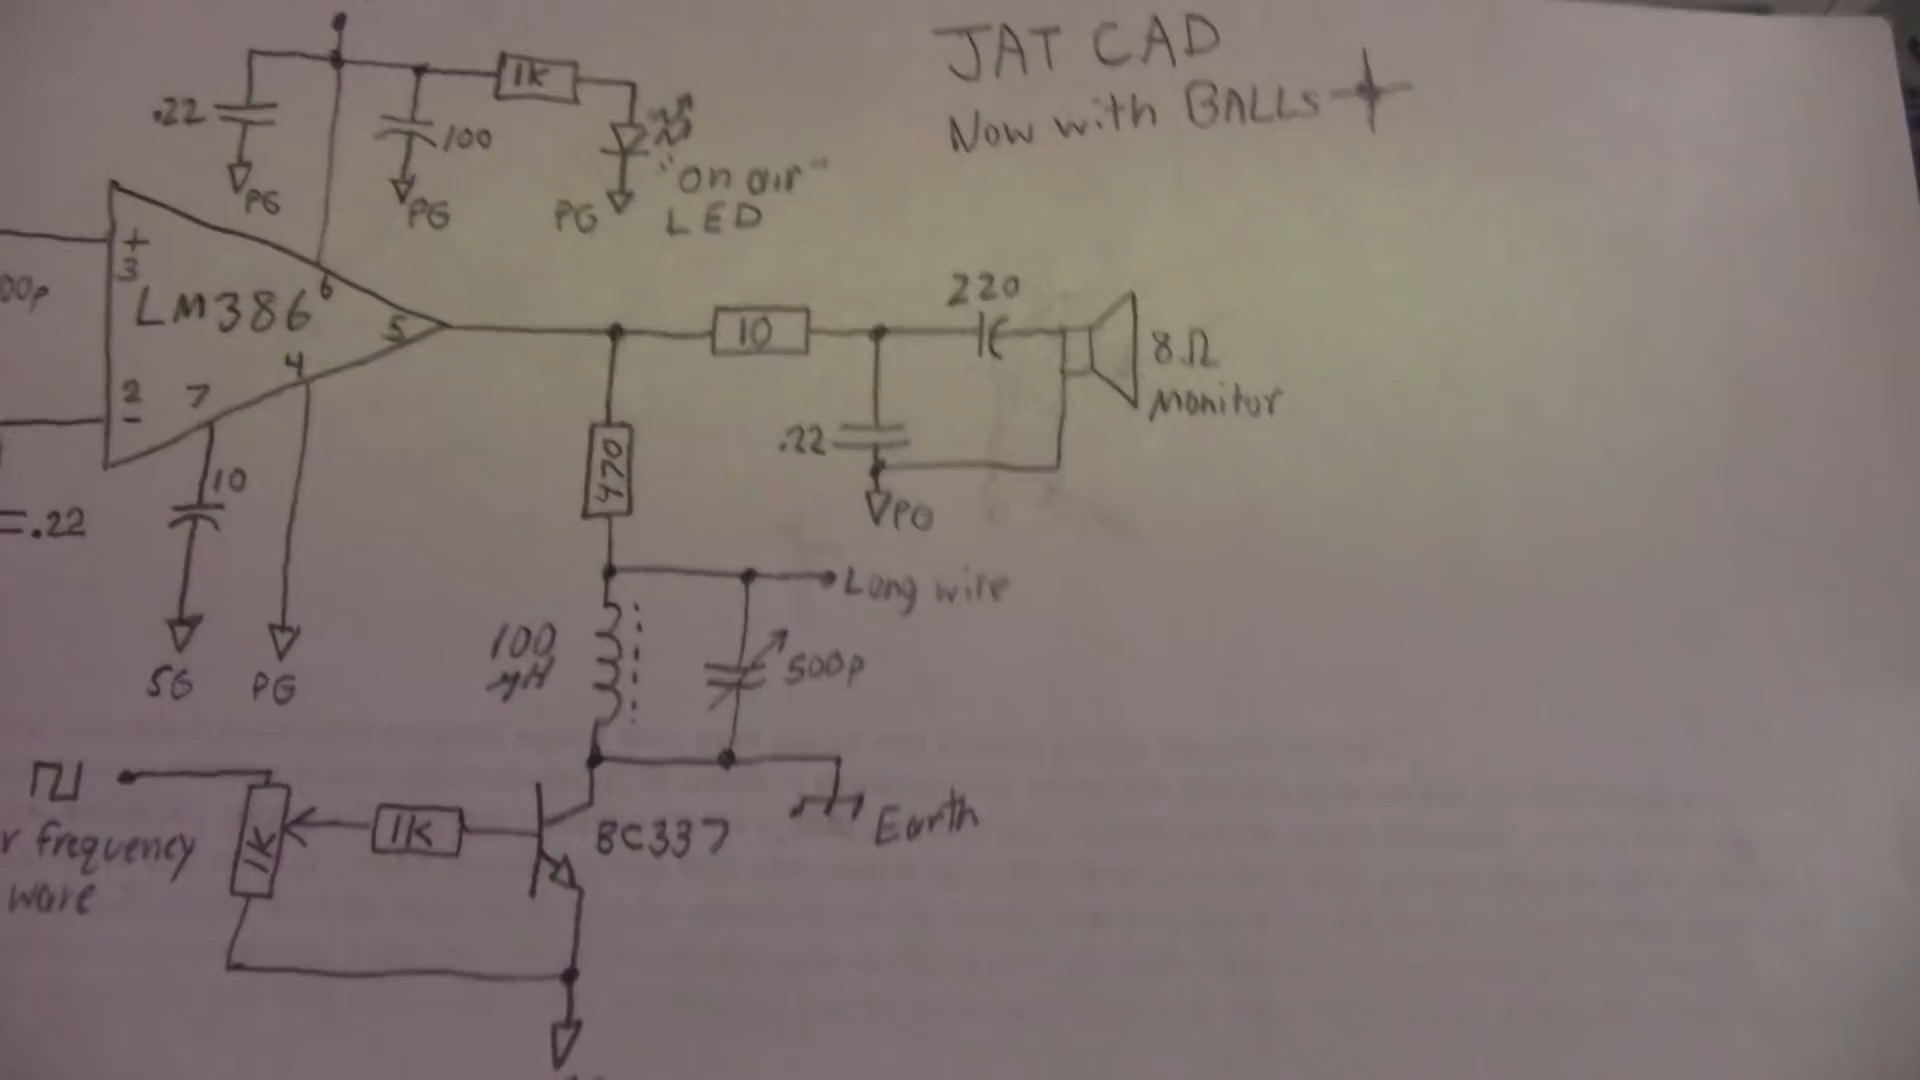 JAT CAD
Now with BALLS
1K
.22
100
PG
PG
PG
"on air"
LED
+
3
LM386
6
5
4
2
-
7
10
220
8Ω
Monitor
.22
PG
470
10
=.22
SG
PG
Long wire
100
µH
500p
1K
1K
BC337
Earth
r frequency
wave